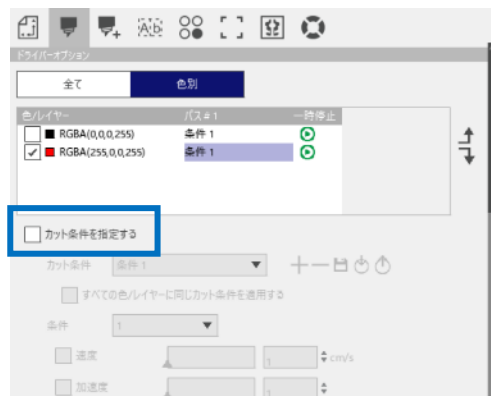 Ab
ドライバーオプション
全て 色別
色/レイヤー パス#1 一時停止
RGBA(0,0,0,255) 条件 1
RGBA(255,0,0,255) 条件 1
カット条件を指定する
カット条件 条件 1
すべての色/レイヤーに同じカット条件を適用する
条件 1
速度 1 cm/s
加速度 1